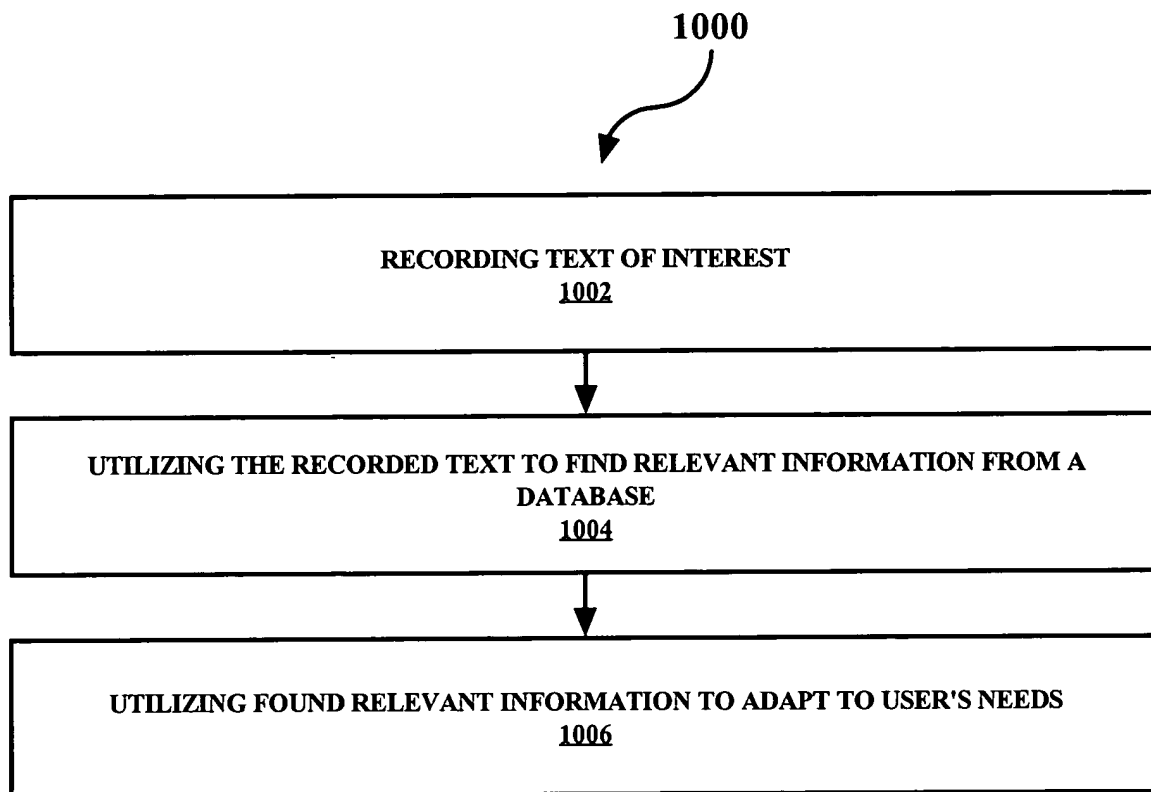 1000
RECORDING TEXT OF INTEREST
1002
UTILIZING THE RECORDED TEXT TO FIND RELEVANT INFORMATION FROM A
DATABASE
1004
UTILIZING FOUND RELEVANT INFORMATION TO ADAPT TO USER'S NEEDS
1006